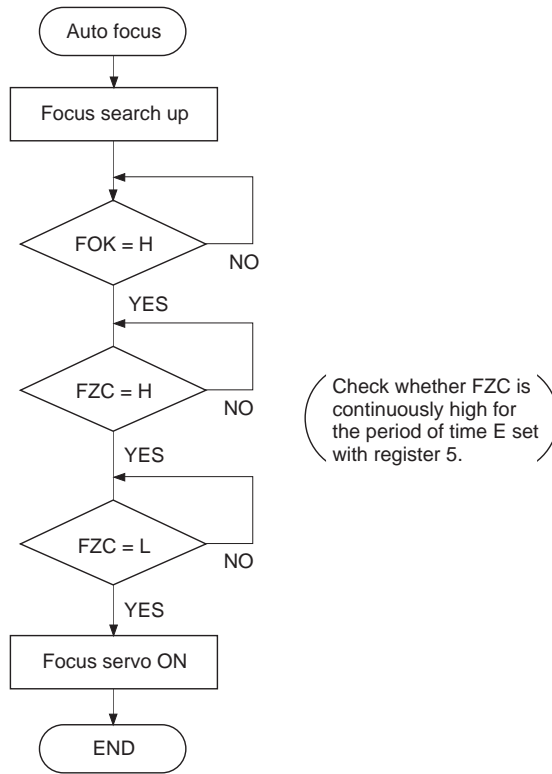 Auto focus
Focus search up
FOK = H
NO
YES
FZC = H
NO
Check whether FZC is
continuously high for
the period of time E set
with register 5.
YES
FZC = L
NO
YES
Focus servo ON
END